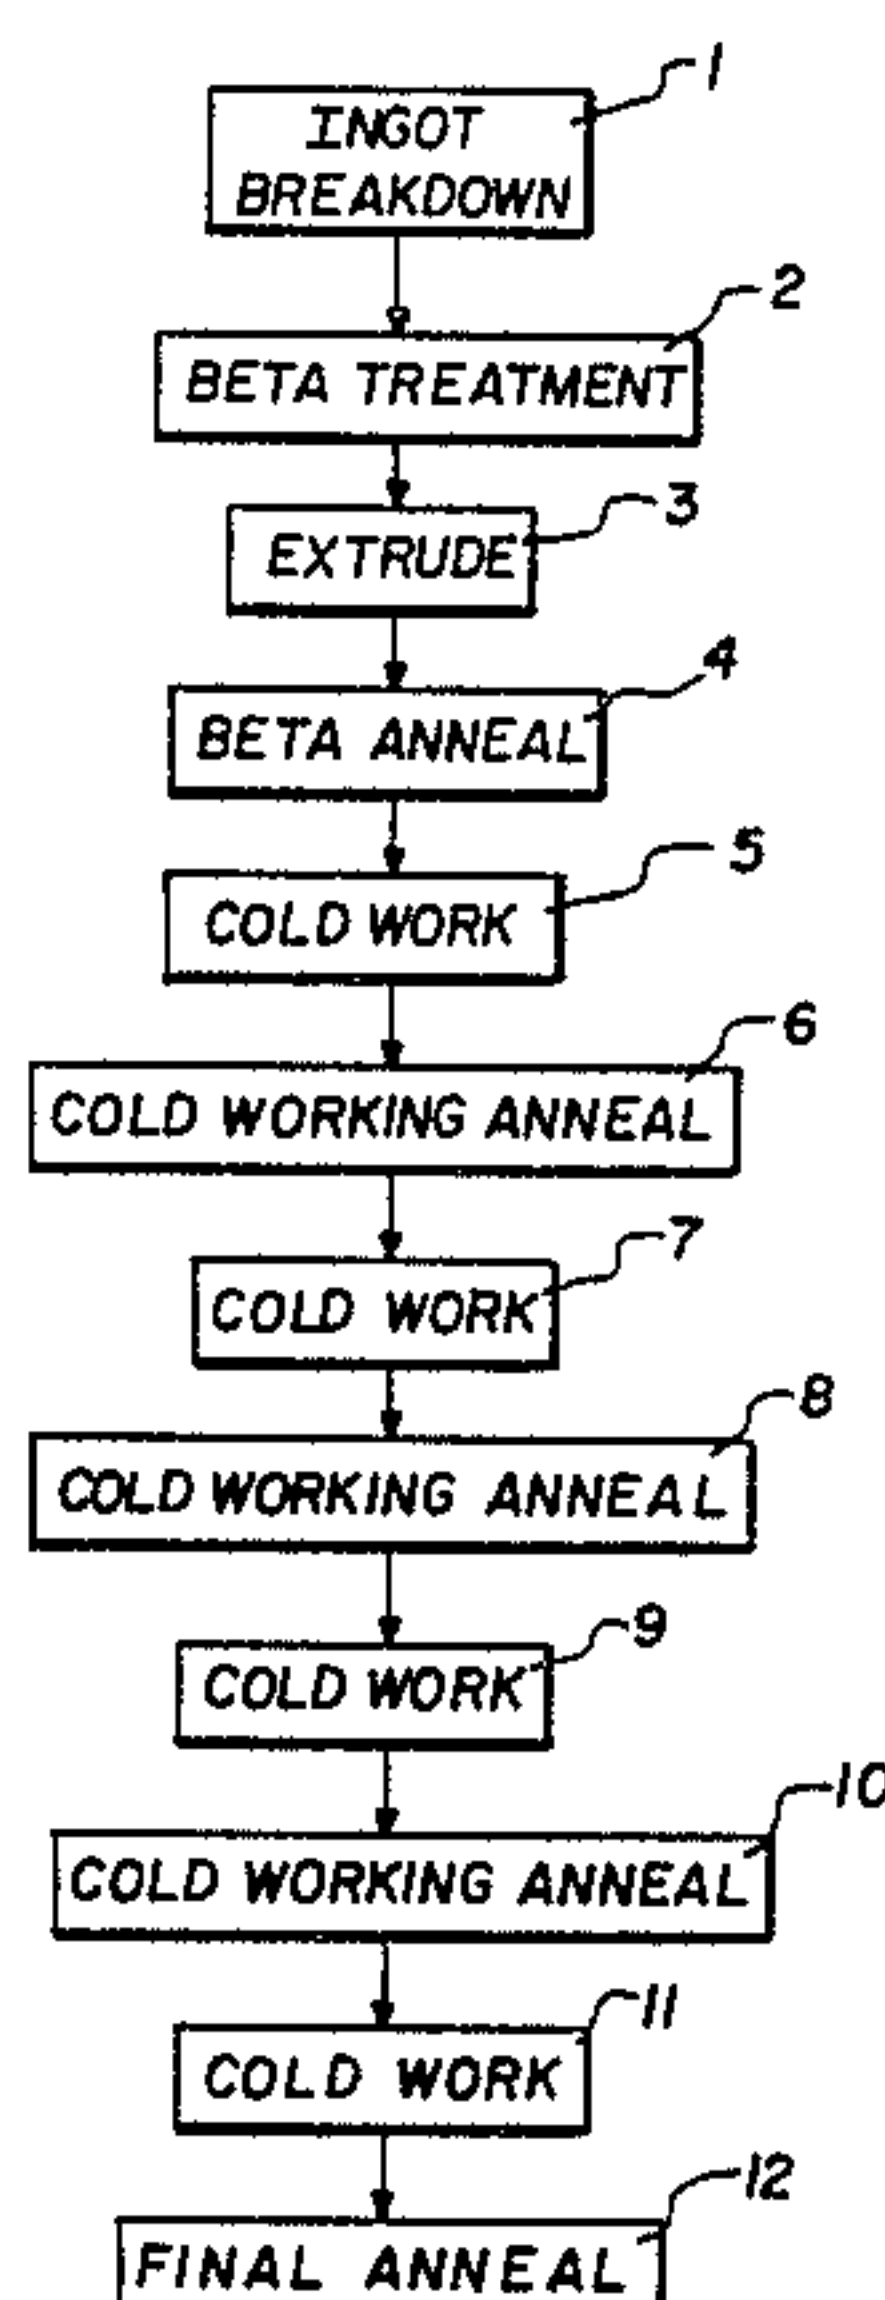 1
INGOT
BREAKDOWN
2
BETA TREATMENT
3
EXTRUDE
4
BETA ANNEAL
5
COLD WORK
6
COLD WORKING ANNEAL
7
COLD WORK
8
COLD WORKING ANNEAL
9
COLD WORK
10
COLD WORKING ANNEAL
11
COLD WORK
12
FINAL ANNEAL